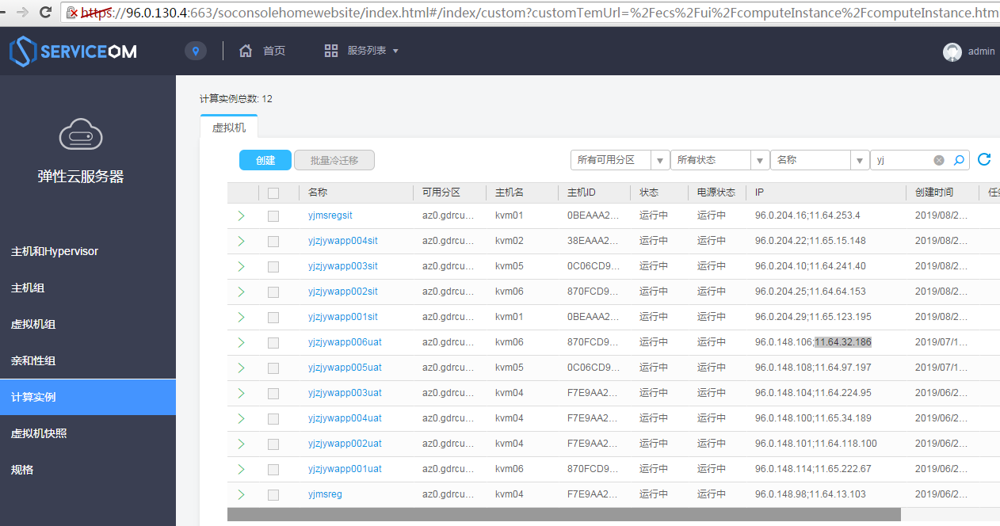 https://96.0.130.4:663/soconsolehomewebsite/index.html#/index/custom?customTemUrl=%2Fecs%2Fui%2FcomputeInstance%2FcomputeInstance.htm
SERVICEOM 首页 服务列表 admin
弹性云服务器
主机和Hypervisor
主机组
虚拟机组
亲和性组
计算实例
虚拟机快照
规格
计算实例总数: 12
虚拟机
创建 批量冷迁移 所有可用分区 所有状态 名称 yj
名称 可用分区 主机名 主机ID 状态 电源状态 IP 创建时间
yjmsregsit az0.gdrcu... kvm01 0BEAAA2... 运行中 运行中 96.0.204.16;11.64.253.4 2019/08/2...
yjzjywapp004sit az0.gdrcu... kvm02 38EAAA2... 运行中 运行中 96.0.204.22;11.65.15.148 2019/08/2...
yjzjywapp003sit az0.gdrcu... kvm05 0C06CD9... 运行中 运行中 96.0.204.10;11.64.241.40 2019/08/2...
yjzjywapp002sit az0.gdrcu... kvm06 870FCD9... 运行中 运行中 96.0.204.25;11.64.64.153 2019/08/2...
yjzjywapp001sit az0.gdrcu... kvm01 0BEAAA2... 运行中 运行中 96.0.204.29;11.65.123.195 2019/08/2...
yjzjywapp006uat az0.gdrcu... kvm06 870FCD9... 运行中 运行中 96.0.148.106;11.64.32.186 2019/07/1...
yjzjywapp005uat az0.gdrcu... kvm05 0C06CD9... 运行中 运行中 96.0.148.108;11.64.97.197 2019/07/1...
yjzjywapp003uat az0.gdrcu... kvm04 F7E9AA2... 运行中 运行中 96.0.148.104;11.64.224.95 2019/06/2...
yjzjywapp004uat az0.gdrcu... kvm04 F7E9AA2... 运行中 运行中 96.0.148.100;11.65.34.189 2019/06/2...
yjzjywapp002uat az0.gdrcu... kvm04 F7E9AA2... 运行中 运行中 96.0.148.101;11.64.118.100 2019/06/2...
yjzjywapp001uat az0.gdrcu... kvm06 870FCD9... 运行中 运行中 96.0.148.114;11.65.222.67 2019/06/2...
yjmsreg az0.gdrcu... kvm04 F7E9AA2... 运行中 运行中 96.0.148.98;11.64.13.103 2019/06/2...